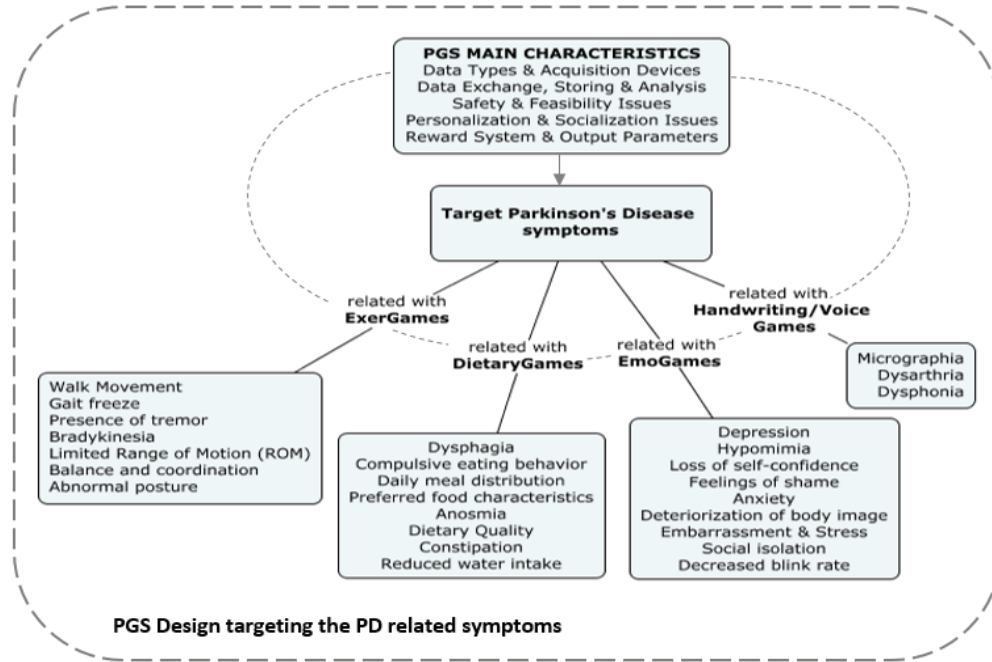 PGS MAIN CHARACTERISTICS
Data Types & Acquisition Devices
Data Exchange, Storing & Analysis
Safety & Feasibility Issues
Personalization & Socialization Issues
Reward System & Output Parameters
Target Parkinson's Disease
symptoms
related with
ExerGames
related with
DietaryGames
related with
EmoGames
related with
Handwriting/Voice
Games
Walk Movement
Gait freeze
Presence of tremor
Bradykinesia
Limited Range of Motion (ROM)
Balance and coordination
Abnormal posture
Dysphagia
Compulsive eating behavior
Daily meal distribution
Preferred food characteristics
Anosmia
Dietary Quality
Constipation
Reduced water intake
Depression
Hypomimia
Loss of self-confidence
Feelings of shame
Anxiety
Deteriorization of body image
Embarrassment & Stress
Social isolation
Decreased blink rate
Micrographia
Dysarthria
Dysphonia
PGS Design targeting the PD related symptoms